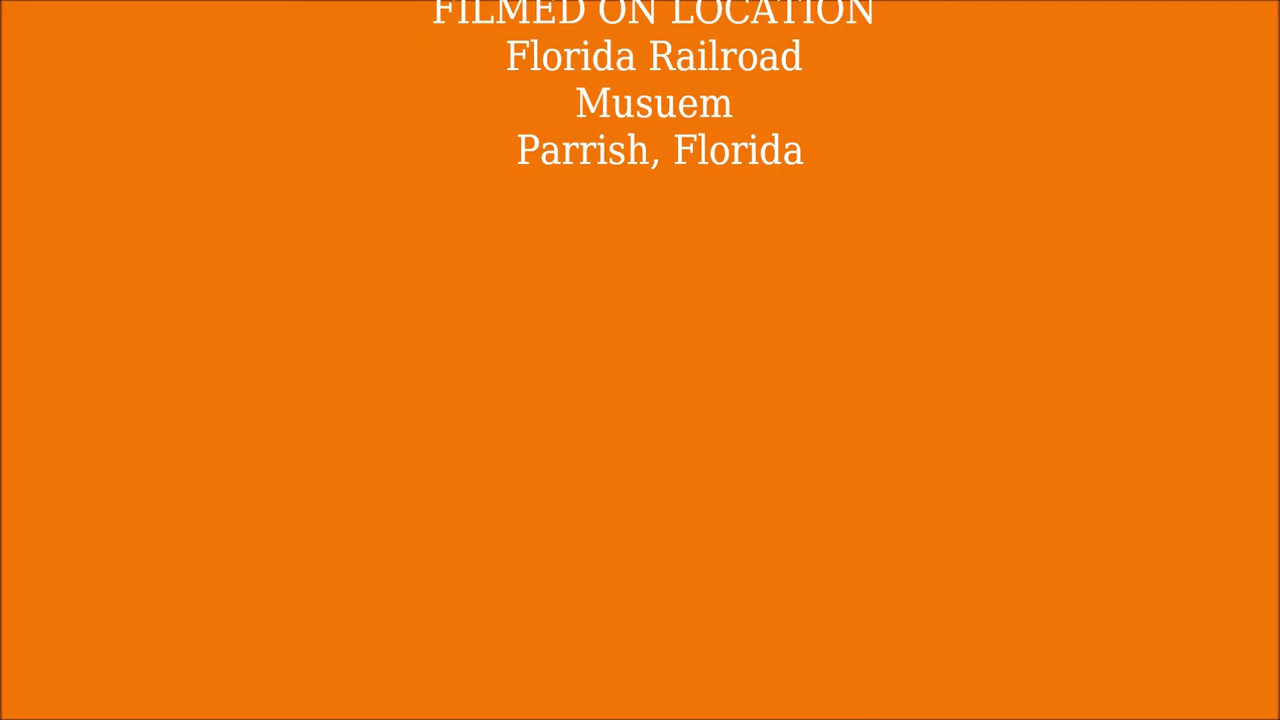 FILMED ON LOCATION
Florida Railroad
Musuem
Parrish, Florida